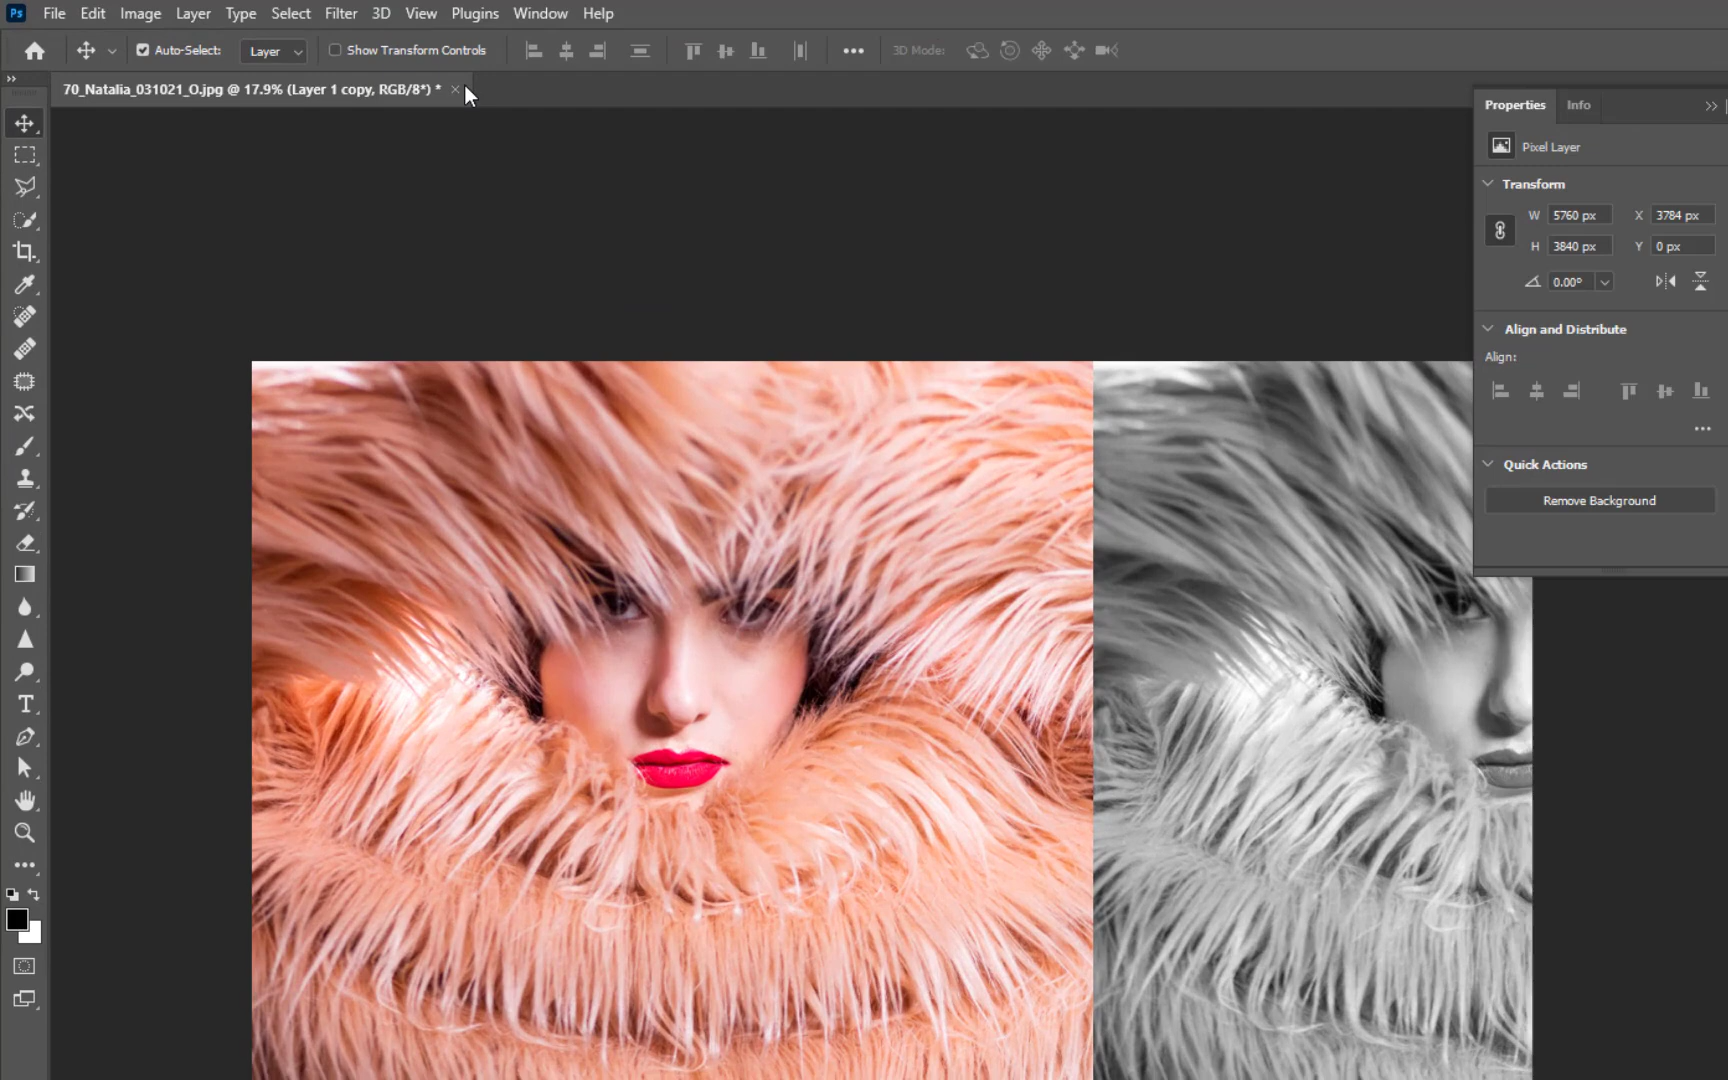 Ps File Edit Image Layer Type Select Filter 3D View Plugins Window Help
Auto-Select: Layer Show Transform Controls 3D Mode:
70_Natalia_031021_O.jpg @ 17.9% (Layer 1 copy, RGB/8*) *
Properties Info
Pixel Layer
Transform
W 5760 px X 3784 px
H 3840 px Y 0 px
0.00°
Align and Distribute
Align:
Quick Actions
Remove Background